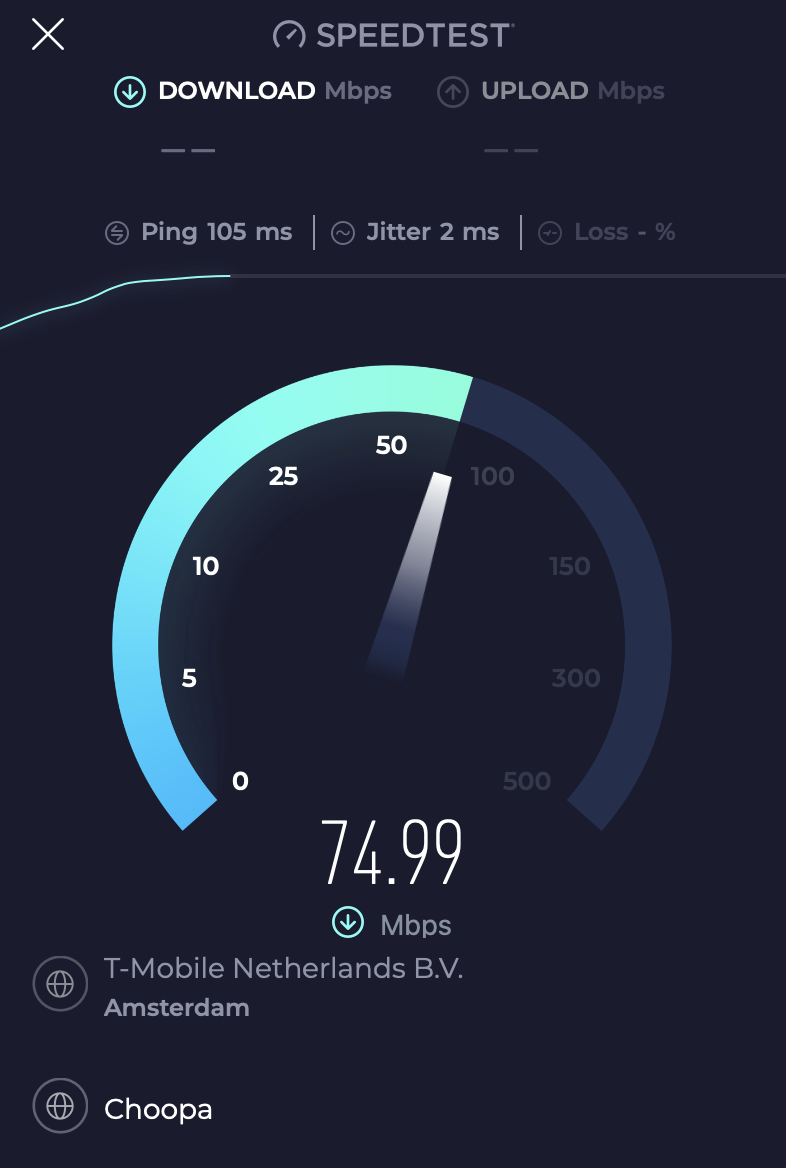 SPEEDTEST
DOWNLOAD Mbps
UPLOAD Mbps
— —
— —
Ping 105 ms
Jitter 2 ms
Loss - %
0
5
10
25
50
100
150
300
500
74.99
Mbps
T-Mobile Netherlands B.V.
Amsterdam
Choopa